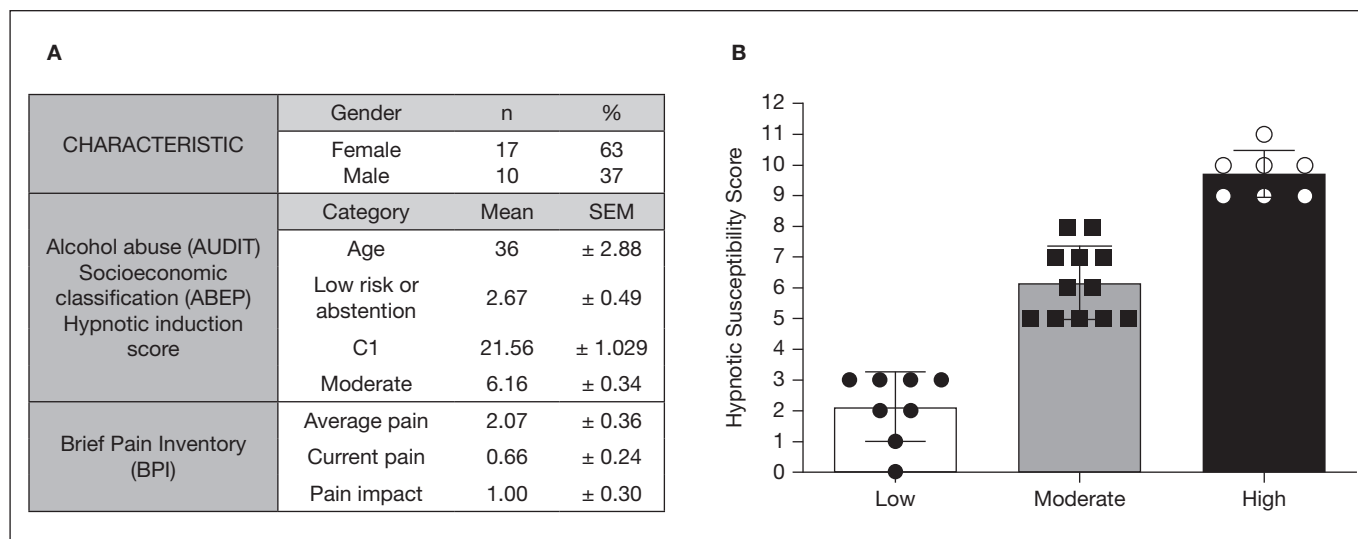 A
CHARACTERISTIC
Gender n %
Female 17 63
Male 10 37
Alcohol abuse (AUDIT)
Socioeconomic
classification (ABEP)
Hypnotic induction
score
Category Mean SEM
Age 36 ± 2.88
Low risk or
abstention 2.67 ± 0.49
C1 21.56 ± 1.029
Moderate 6.16 ± 0.34
Brief Pain Inventory
(BPI)
Average pain 2.07 ± 0.36
Current pain 0.66 ± 0.24
Pain impact 1.00 ± 0.30
B
Hypnotic Susceptibility Score
12
11
10
9
8
7
6
5
4
3
2
1
0
Low Moderate High